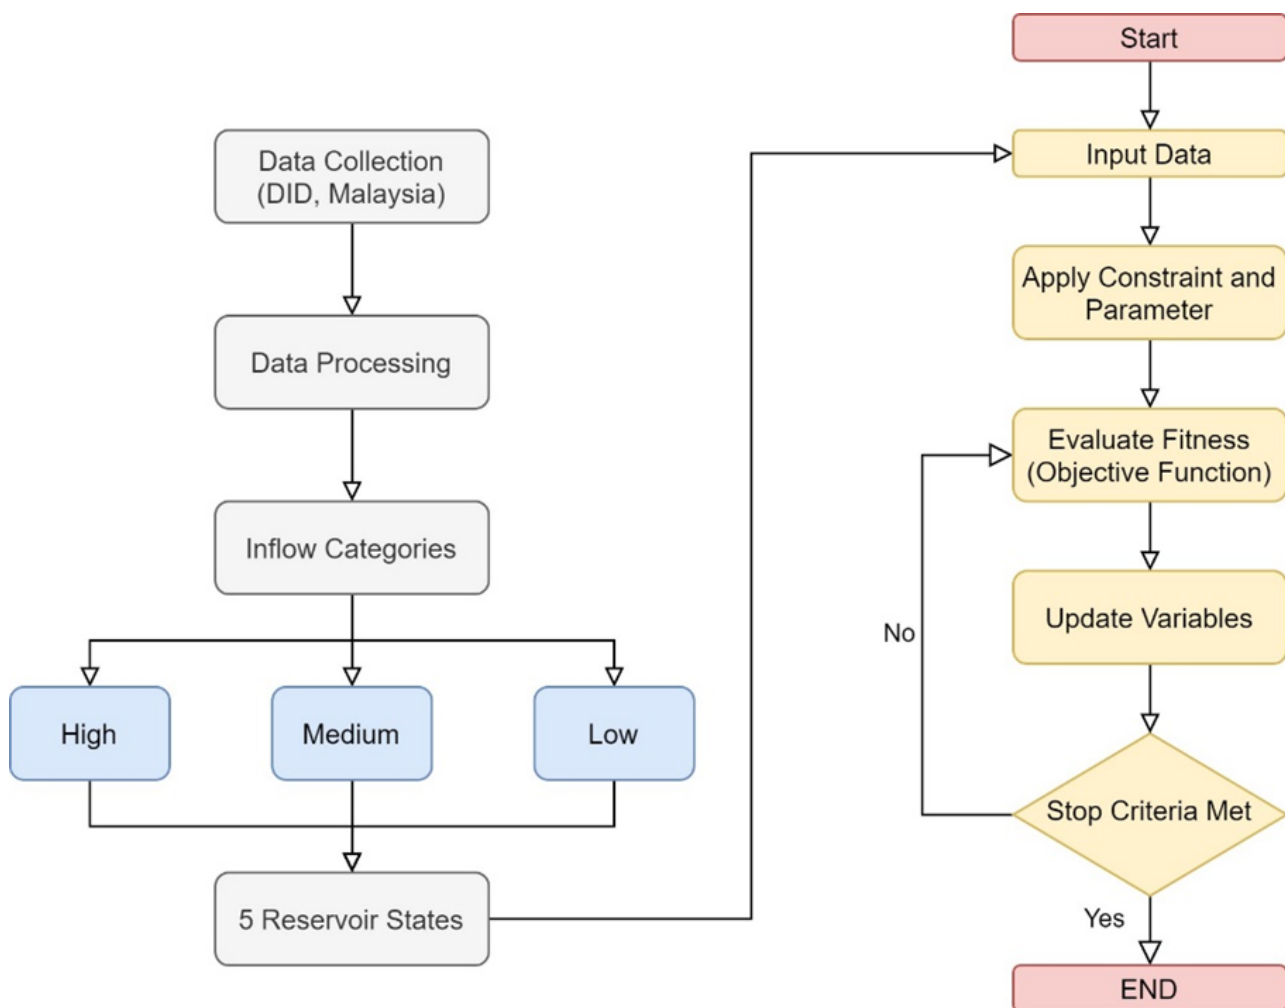 Start
Input Data
Apply Constraint and
Parameter
Evaluate Fitness
(Objective Function)
Update Variables
No
Stop Criteria Met
Yes
END
Data Collection
(DID, Malaysia)
Data Processing
Inflow Categories
High
Medium
Low
5 Reservoir States